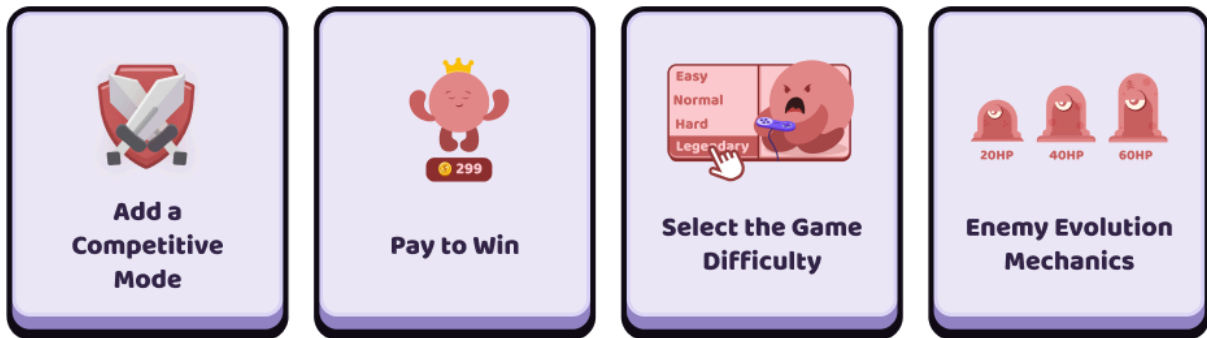 Add a
Competitive
Mode
299
Pay to Win
Easy
Normal
Hard
Legendary
Select the Game
Difficulty
20HP
40HP
60HP
Enemy Evolution
Mechanics